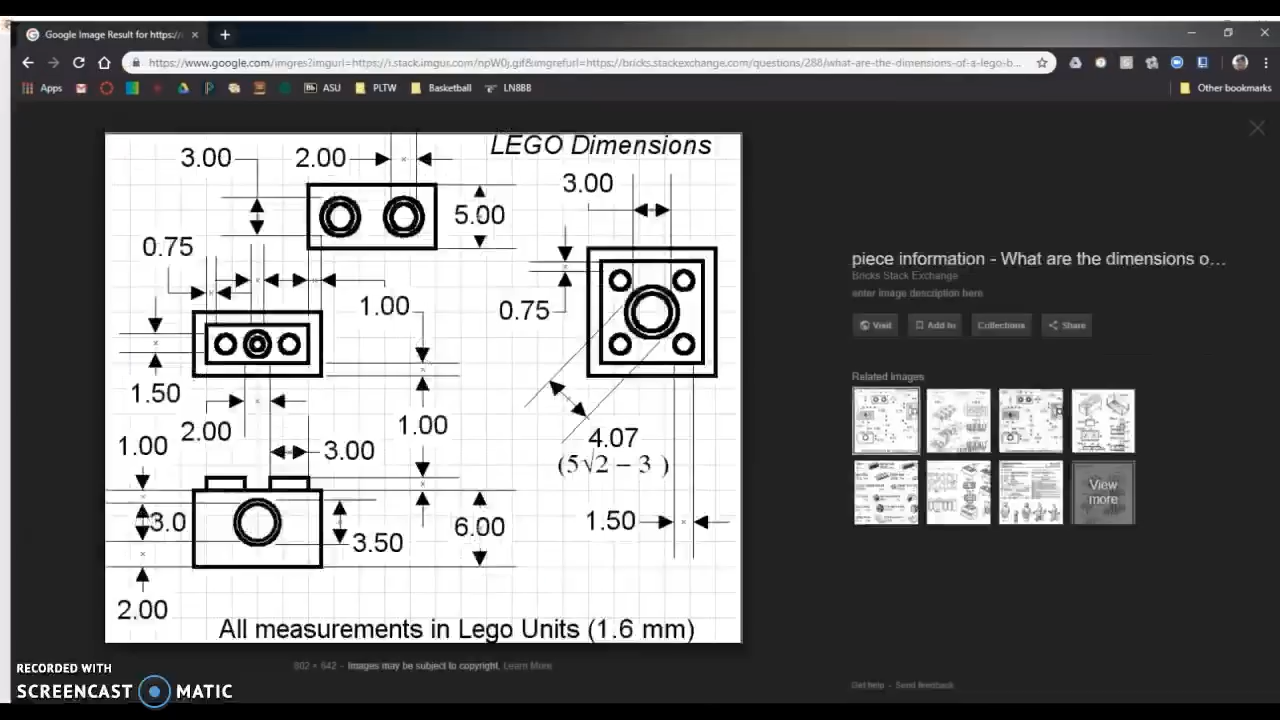 Google Image Result for https://
https://www.google.com/imgres?imgurl=https://i.stack.imgur.com/npW0j.gif&imgrefurl=https://bricks.stackexchange.com/questions/288/what-are-the-dimensions-of-a-lego-b...
Apps
Bb ASU
PLTW
Basketball
LN888
Other bookmarks
LEGO Dimensions
3.00
2.00
3.00
5.00
0.75
1.00
0.75
1.50
2.00
1.00
4.07
(5√2 − 3 )
1.00
3.00
3.0
6.00
1.50
3.50
2.00
All measurements in Lego Units (1.6 mm)
piece information - What are the dimensions o...
Bricks Stack Exchange
enter image description here
Visit
Add to
Collections
Share
Related images
View
more
802 × 642 - Images may be subject to copyright. Learn More
Get help - Send feedback
RECORDED WITH
SCREENCAST MATIC